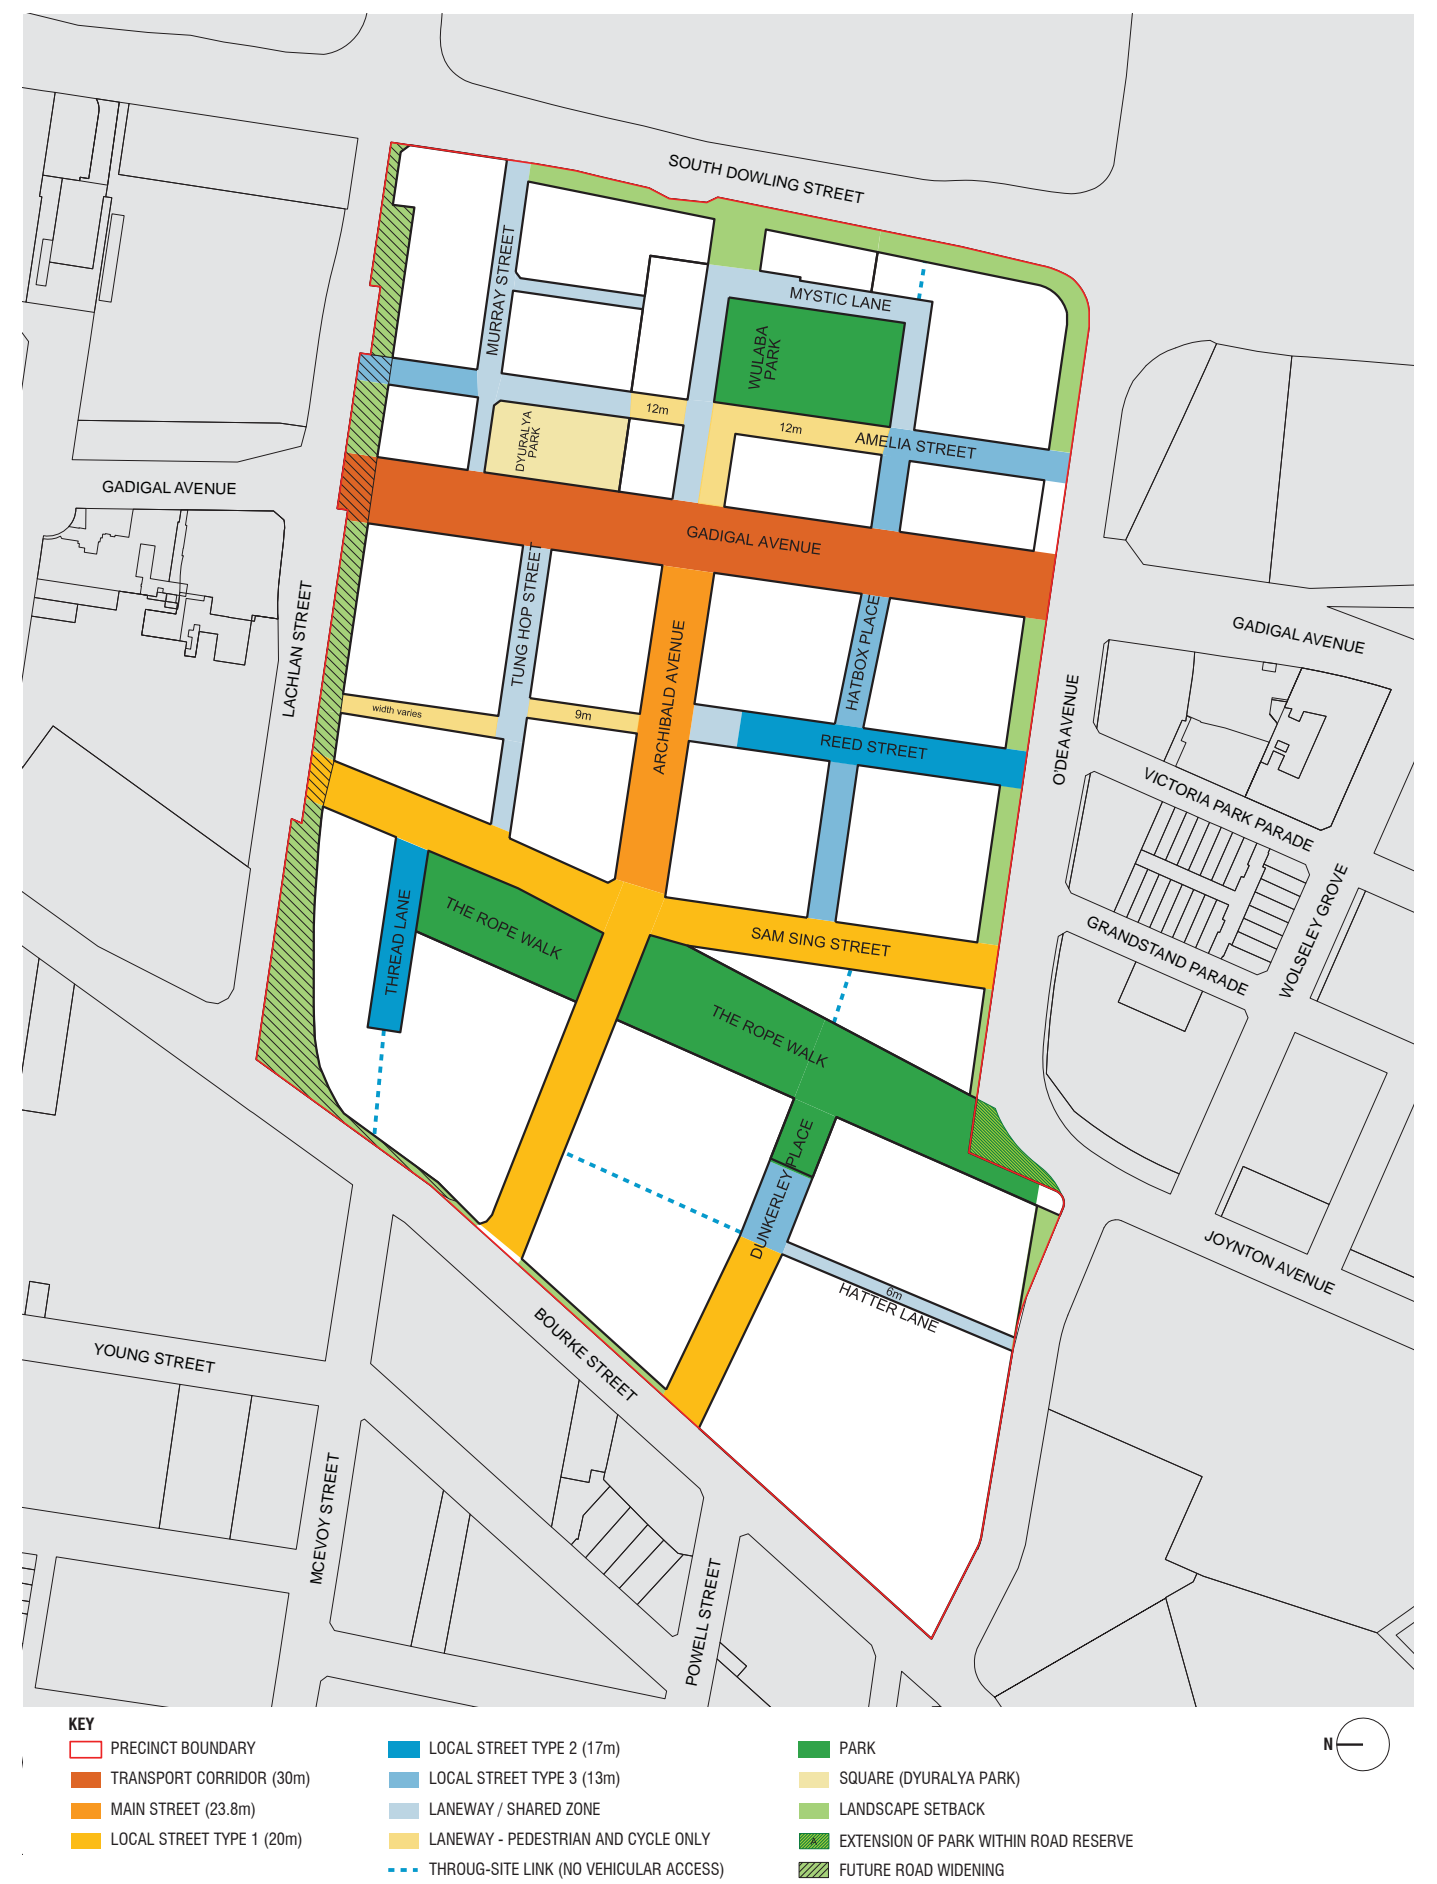 SOUTH DOWLING STREET
MURRAY STREET
MYSTIC LANE
WULABA
PARK
12m
12m
DYURALYA
PARK
AMELIA STREET
GADIGAL AVENUE
GADIGAL AVENUE
GADIGAL AVENUE
LACHLAN STREET
TUNG HOP STREET
ARCHIBALD AVENUE
HATBOX PLACE
O'DEA AVENUE
width varies
9m
REED STREET
VICTORIA PARK PARADE
GRANDSTAND PARADE
WOLSELEY GROVE
THREAD LANE
THE ROPE WALK
SAM SING STREET
THE ROPE WALK
DUNKERLEY PLACE
6m
HATTER LANE
JOYNTON AVENUE
BOURKE STREET
YOUNG STREET
MCEVOY STREET
POWELL STREET
KEY
PRECINCT BOUNDARY
TRANSPORT CORRIDOR (30m)
MAIN STREET (23.8m)
LOCAL STREET TYPE 1 (20m)
LOCAL STREET TYPE 2 (17m)
LOCAL STREET TYPE 3 (13m)
LANEWAY / SHARED ZONE
LANEWAY - PEDESTRIAN AND CYCLE ONLY
THROUG-SITE LINK (NO VEHICULAR ACCESS)
PARK
SQUARE (DYURALYA PARK)
LANDSCAPE SETBACK
A
EXTENSION OF PARK WITHIN ROAD RESERVE
FUTURE ROAD WIDENING
N